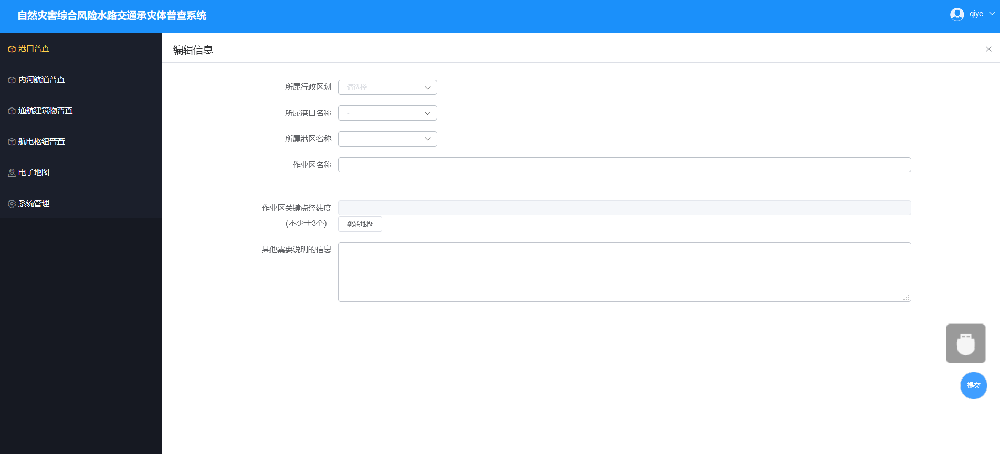 自然灾害综合风险水路交通承灾体普查系统
qiye
港口普查
内河航道普查
通航建筑物普查
航电枢纽普查
电子地图
系统管理
编辑信息
所属行政区划 请选择
所属港口名称 -
所属港区名称 -
作业区名称
作业区关键点经纬度
(不少于3个)
跳转地图
其他需要说明的信息
提交